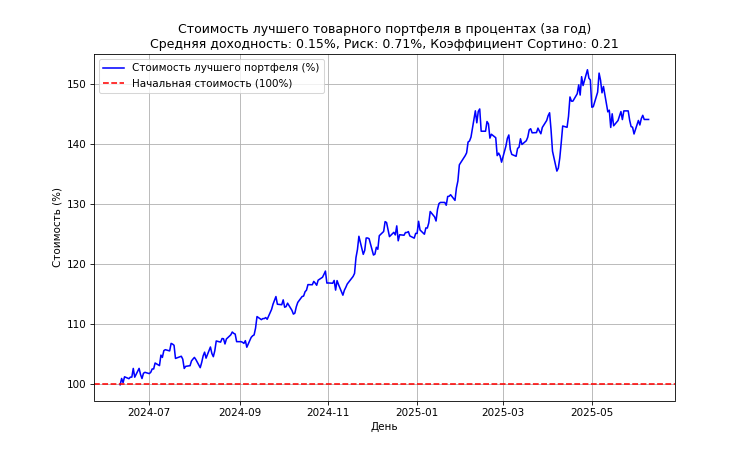 Стоимость лучшего товарного портфеля в процентах (за год)
Средняя доходность: 0.15%, Риск: 0.71%, Коэффициент Сортино: 0.21
Стоимость лучшего портфеля (%)
Начальная стоимость (100%)
Стоимость (%)
150
140
130
120
110
100
2024-07
2024-09
2024-11
2025-01
2025-03
2025-05
День